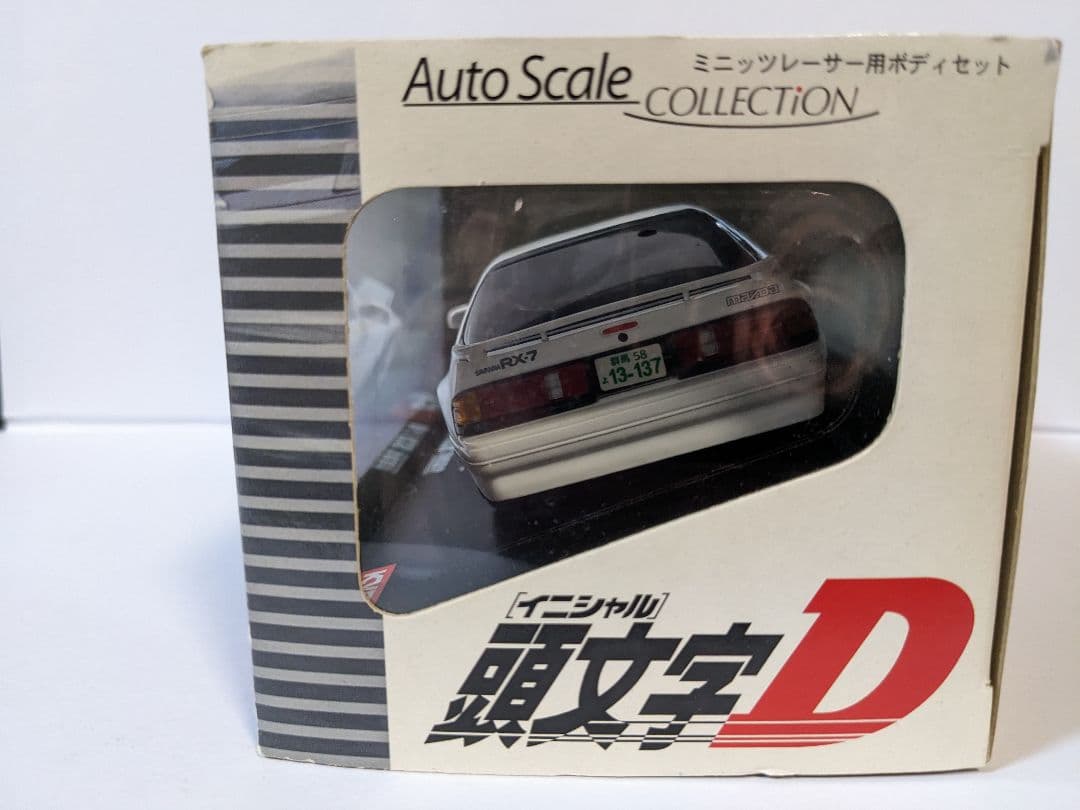 Auto Scale
COLLECTiON
ミニッツレーサー用ボディセット
mazda
SAVANNA RX-7
群馬 58
よ 13-137
[イニシャル]
頭文字D